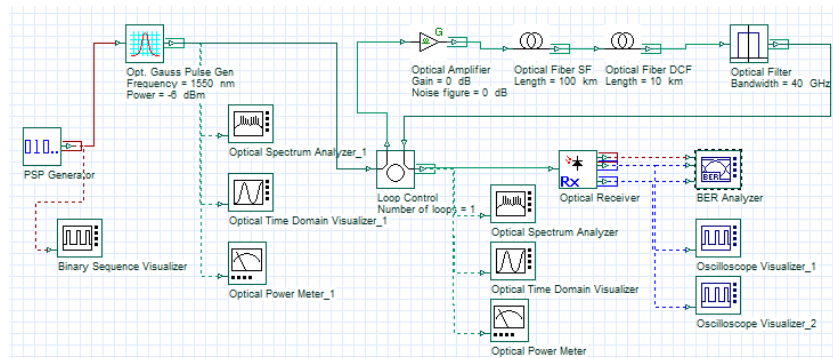 G
Optical Amplifier
Gain = 0 dB
Noise figure = 0 dB
Optical Fiber SF
Length = 100 km
Optical Fiber DCF
Length = 10 km
Optical Filter
Bandwidth = 40 GHz
Opt. Gauss Pulse Gen
Frequency = 1550 nm
Power = -6 dBm
010..
PSP Generator
Optical Spectrum Analyzer_1
Optical Time Domain Visualizer_1
Optical Power Meter_1
Binary Sequence Visualizer
Loop Control
Number of loops = 1
Rx
Optical Receiver
BER
BER Analyzer
Optical Spectrum Analyzer
Optical Time Domain Visualizer
Optical Power Meter
Oscilloscope Visualizer_1
Oscilloscope Visualizer_2